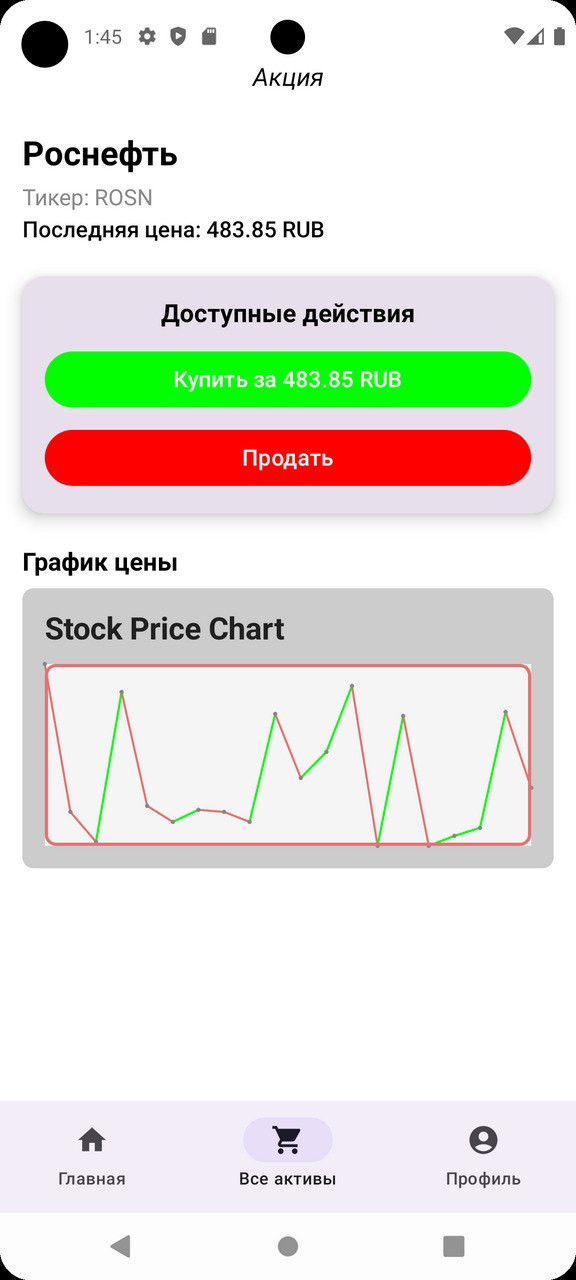 1:45
Акция
Роснефть
Тикер: ROSN
Последняя цена: 483.85 RUB
Доступные действия
Купить за 483.85 RUB
Продать
График цены
Stock Price Chart
Главная
Все активы
Профиль